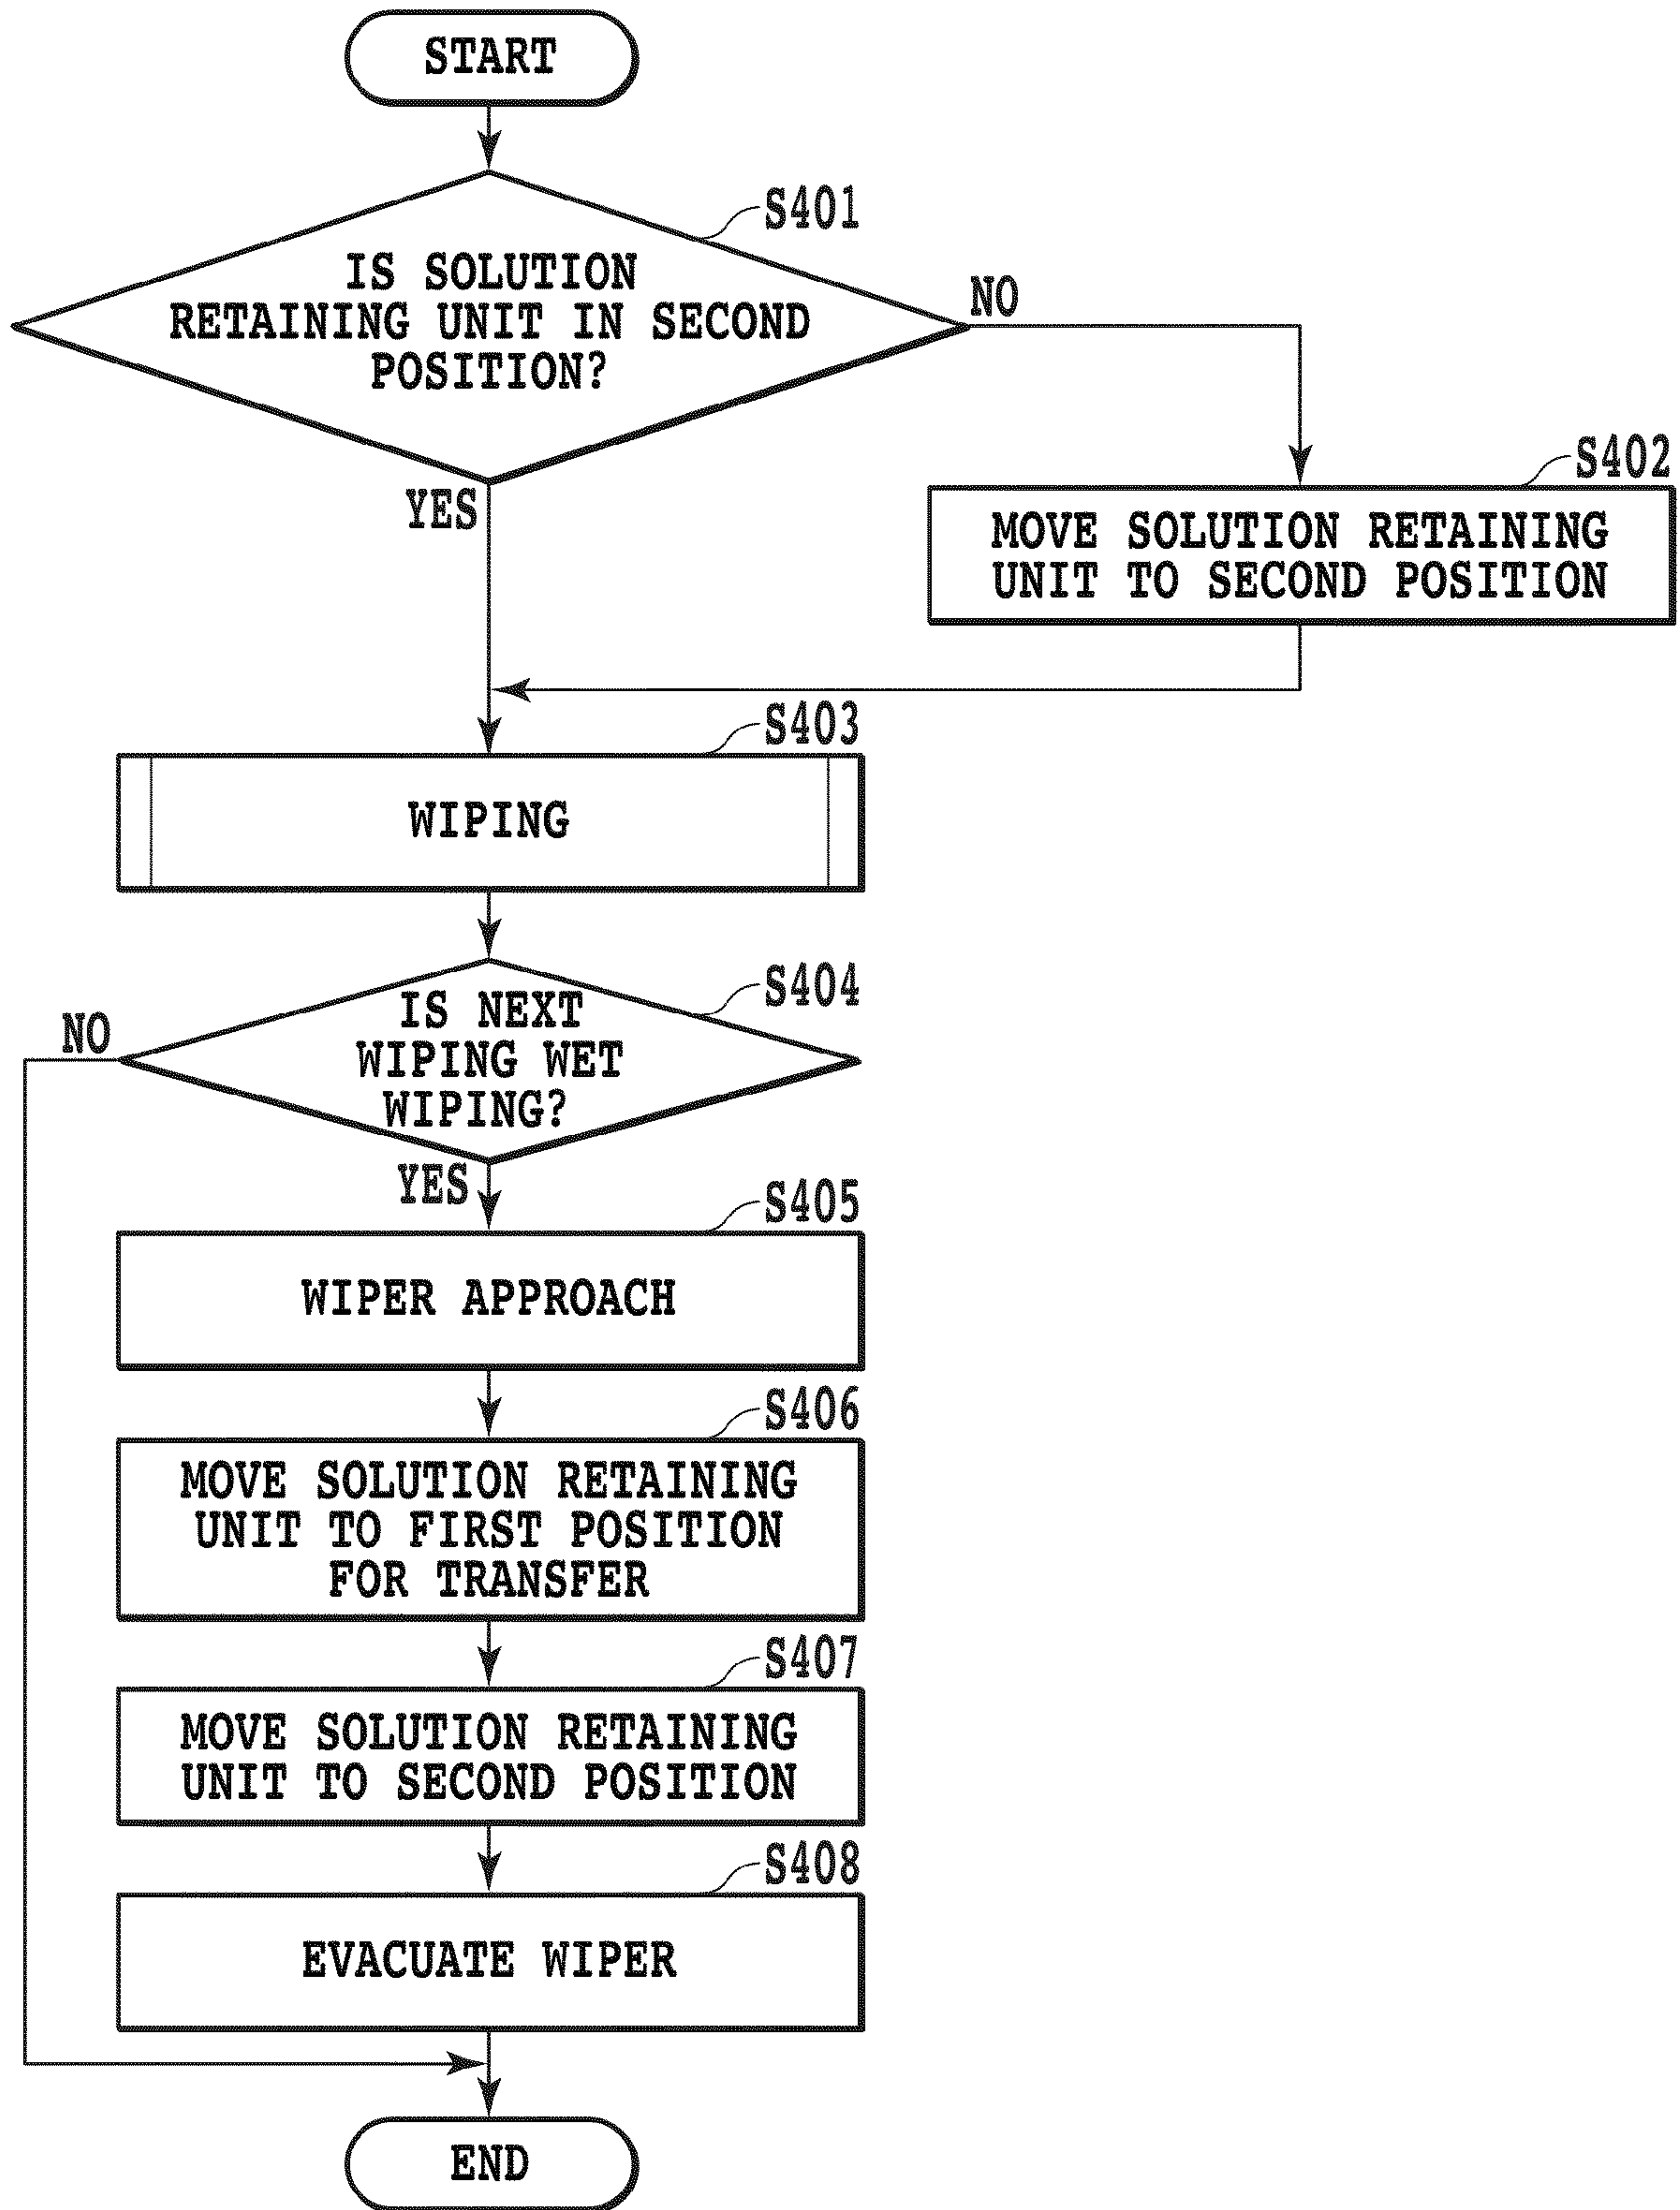 START
S401
IS SOLUTION
RETAINING UNIT IN SECOND
POSITION?
NO
YES
S402
MOVE SOLUTION RETAINING
UNIT TO SECOND POSITION
S403
WIPING
S404
IS NEXT
WIPING WET
WIPING?
NO
YES
S405
WIPER APPROACH
S406
MOVE SOLUTION RETAINING
UNIT TO FIRST POSITION
FOR TRANSFER
S407
MOVE SOLUTION RETAINING
UNIT TO SECOND POSITION
S408
EVACUATE WIPER
END